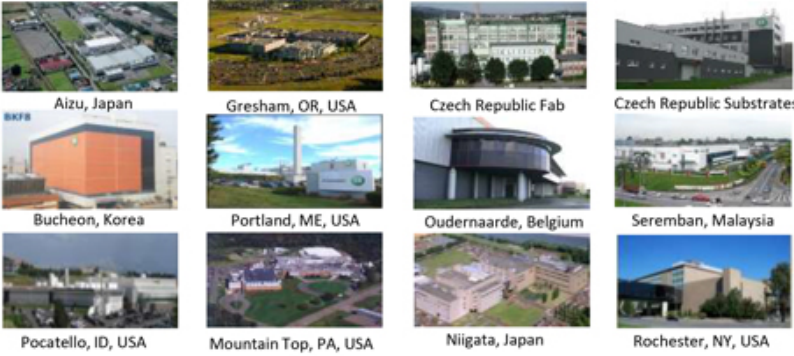 Aizu, Japan
Gresham, OR, USA
Czech Republic Fab
Czech Republic Substrates
BKFB
Bucheon, Korea
Portland, ME, USA
Oudernaarde, Belgium
Seremban, Malaysia
Pocatello, ID, USA
Mountain Top, PA, USA
Niigata, Japan
Rochester, NY, USA